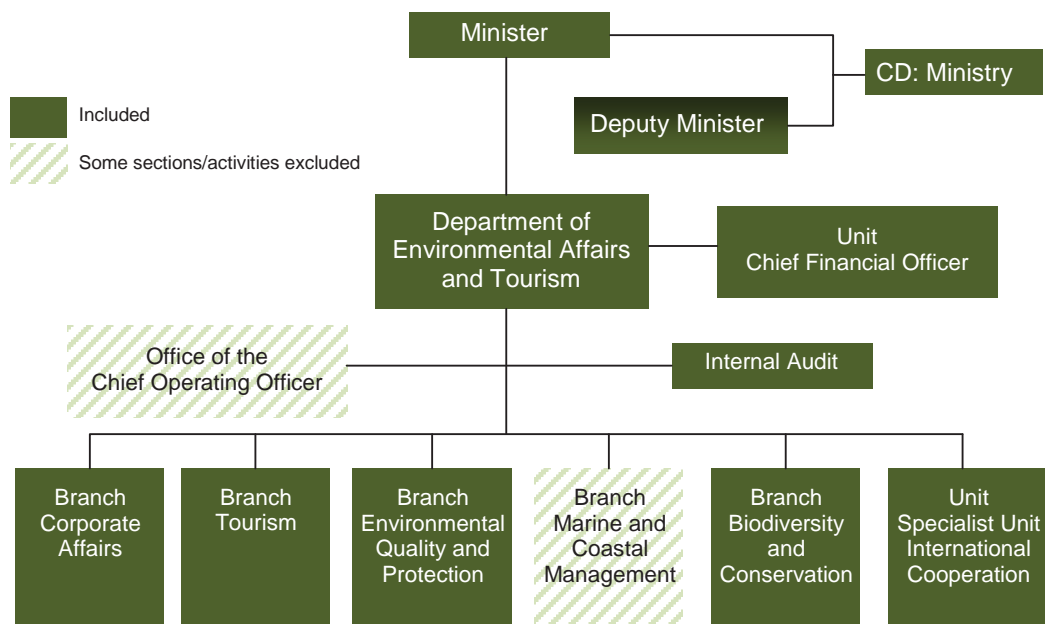 Minister
CD: Ministry
Included
Deputy Minister
Some sections/activities excluded
Department of
Environmental Affairs
and Tourism
Unit
Chief Financial Officer
Office of the
Chief Operating Officer
Internal Audit
Branch
Corporate
Affairs
Branch
Tourism
Branch
Environmental
Quality and
Protection
Branch
Marine and
Coastal
Management
Branch
Biodiversity
and
Conservation
Unit
Specialist Unit
International
Cooperation